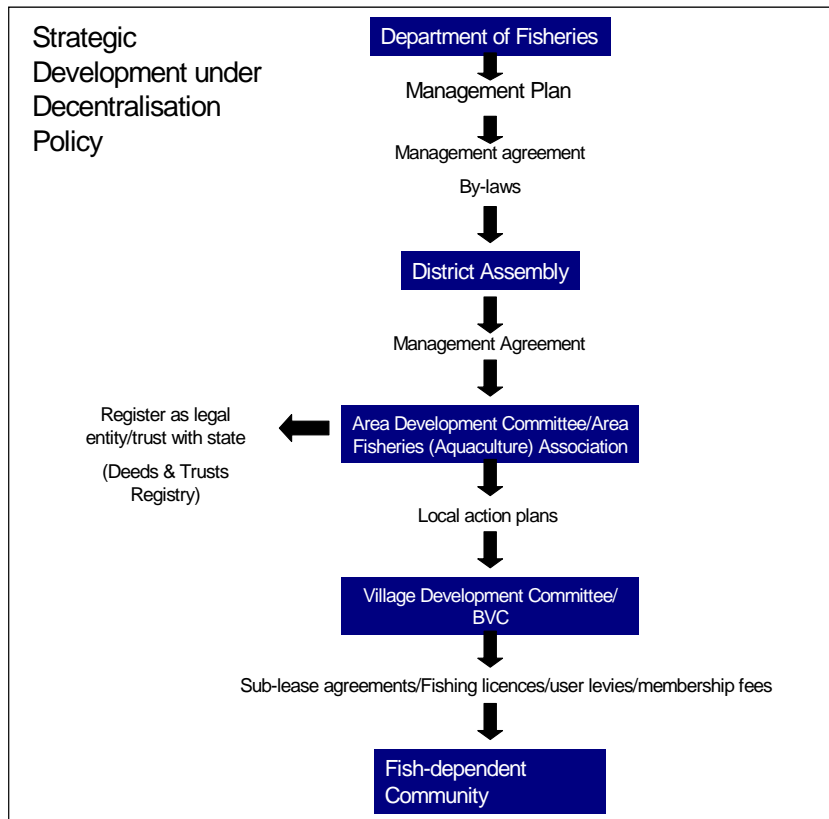 Strategic
Development under
Decentralisation
Policy
Department of Fisheries
Management Plan
Management agreement
By-laws
District Assembly
Management Agreement
Register as legal
entity/trust with state
(Deeds & Trusts
Registry)
Area Development Committee/Area
Fisheries (Aquaculture) Association
Local action plans
Village Development Committee/
BVC
Sub-lease agreements/Fishing licences/user levies/membership fees
Fish-dependent
Community